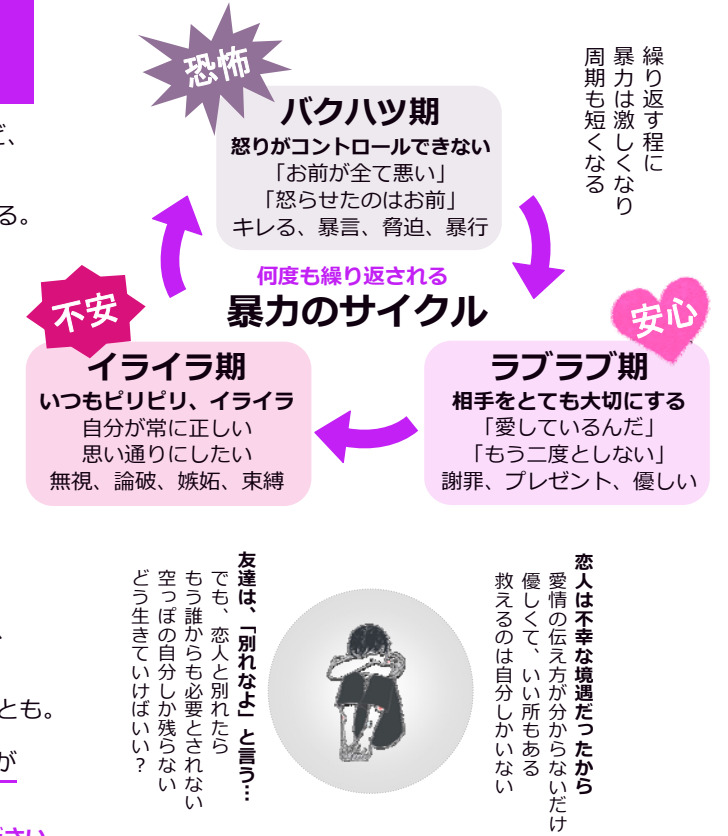 ど、
る。
恐怖
バクハツ期
怒りがコントロールできない
「お前が全て悪い」
「怒らせたのはお前」
キレる、暴言、脅迫、暴行
繰り返す程に
暴力は激しくなり
周期も短くなる
何度も繰り返される
暴力のサイクル
不安
イライラ期
いつもピリピリ、イライラ
自分が常に正しい
思い通りにしたい
無視、論破、嫉妬、束縛
安心
ラブラブ期
相手をとても大切にする
「愛しているんだ」
「もう二度としない」
謝罪、プレゼント、優しい
恋人は不幸な境遇だったから
愛情の伝え方が分からないだけ
優しくて、いい所もある
救えるのは自分しかいない
友達は、「別れなよ」と言う…
でも、恋人と別れたら
もう誰からも必要とされない
空っぽの自分しか残らない
どう生きていけばいい?
とも。
が